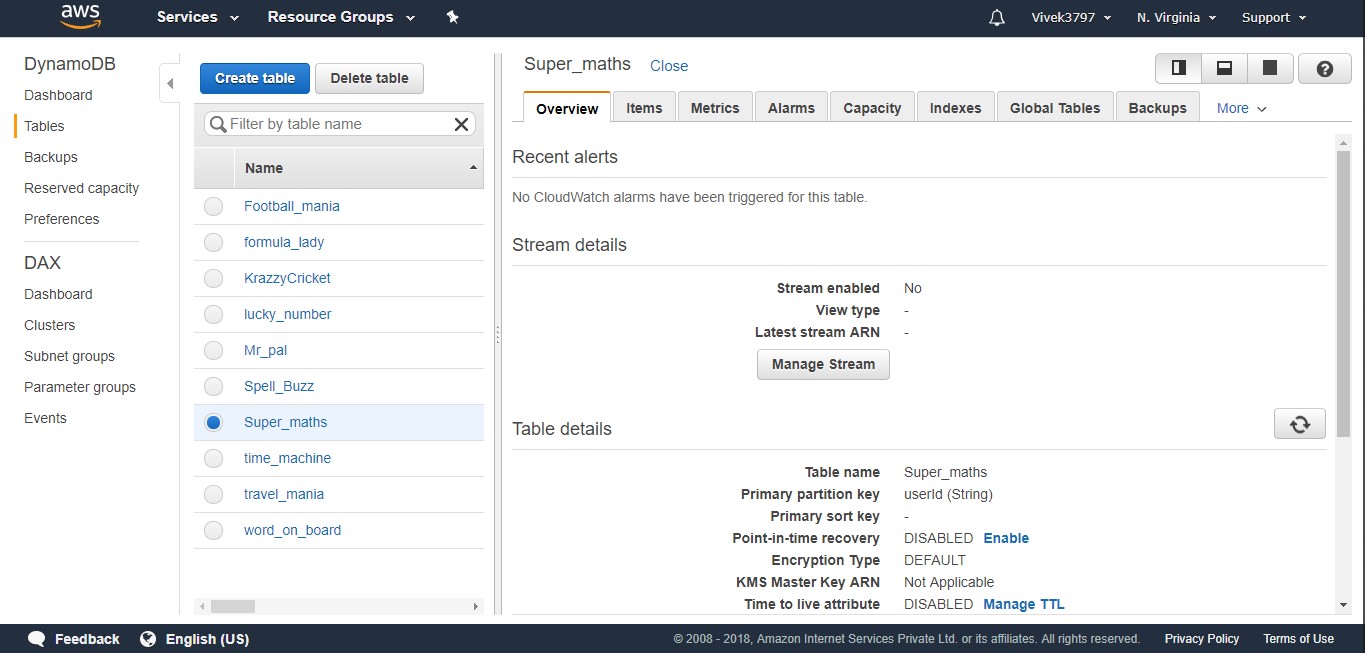 aws Services Resource Groups Vivek3797 N. Virginia Support
DynamoDB
Dashboard
Tables
Backups
Reserved capacity
Preferences
DAX
Dashboard
Clusters
Subnet groups
Parameter groups
Events
Create table Delete table
Filter by table name
Name
Football_mania
formula_lady
KrazzyCricket
lucky_number
Mr_pal
Spell_Buzz
Super_maths
time_machine
travel_mania
word_on_board
Super_maths Close
Overview Items Metrics Alarms Capacity Indexes Global Tables Backups More
Recent alerts
No CloudWatch alarms have been triggered for this table.
Stream details
Stream enabled No
View type -
Latest stream ARN -
Manage Stream
Table details
Table name Super_maths
Primary partition key userId (String)
Primary sort key -
Point-in-time recovery DISABLED Enable
Encryption Type DEFAULT
KMS Master Key ARN Not Applicable
Time to live attribute DISABLED Manage TTL
Feedback English (US) © 2008 - 2018, Amazon Internet Services Private Ltd. or its affiliates. All rights reserved. Privacy Policy Terms of Use